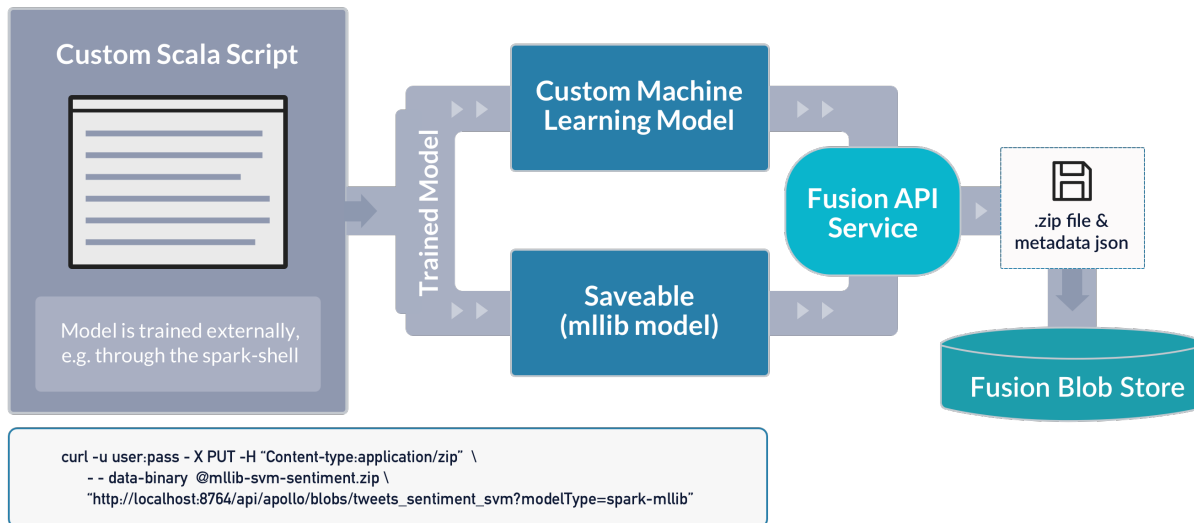 Custom Scala Script
Model is trained externally,
e.g. through the spark-shell
Trained Model
Custom Machine
Learning Model
Saveable
(mllib model)
Fusion API
Service
.zip file &
metadata json
Fusion Blob Store
curl -u user:pass - X PUT -H “Content-type:application/zip” \
- - data-binary @mllib-svm-sentiment.zip \
“http://localhost:8764/api/apollo/blobs/tweets_sentiment_svm?modelType=spark-mllib”